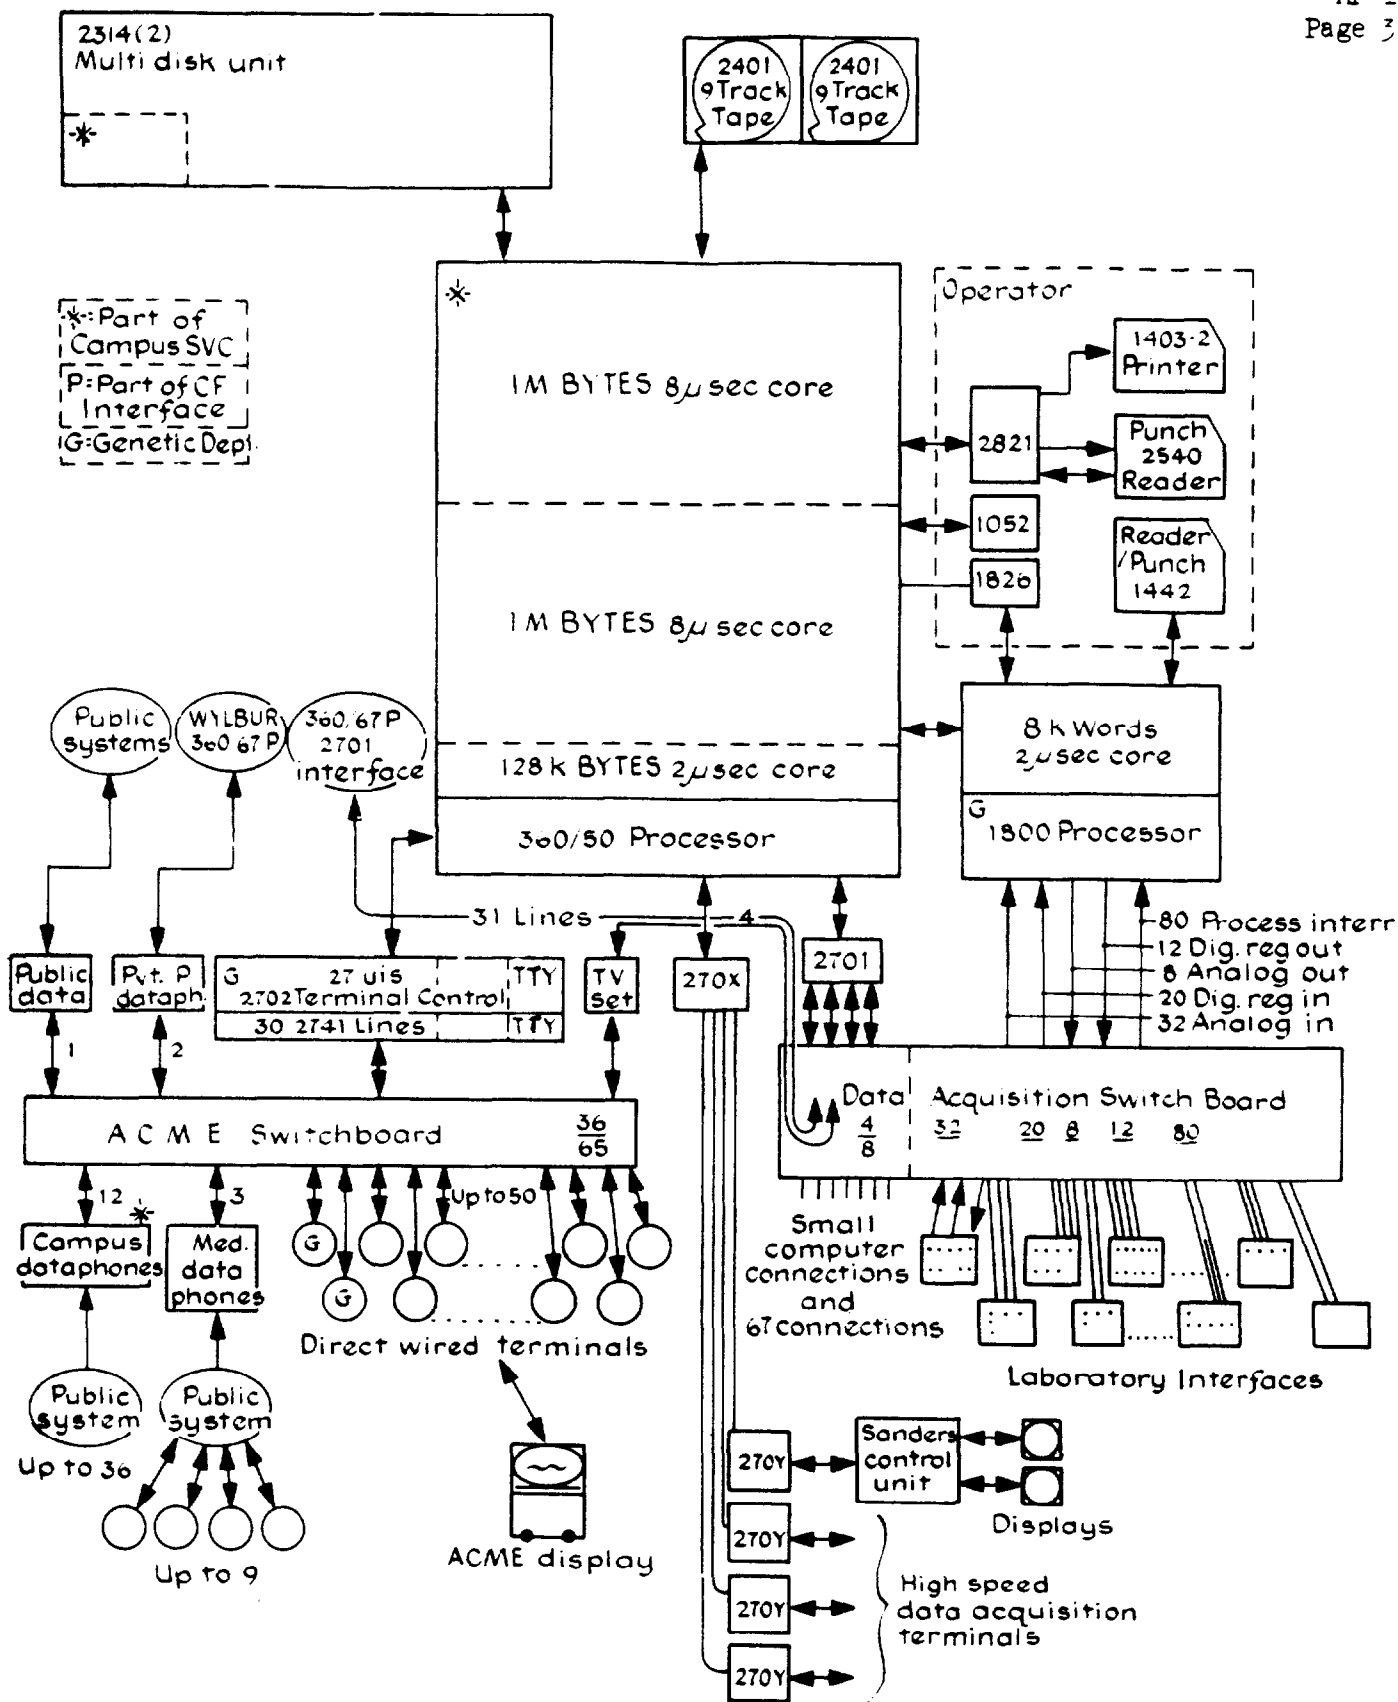 Page 3
2314(2)
Multi disk unit
-*-
2401
9 Track
Tape
2401
9 Track
Tape
-*-: Part of
Campus SVC
P: Part of CF
Interface
G: Genetic Dept
-*-
1M BYTES 8μ sec core
1M BYTES 8μ sec core
128k BYTES 2μ sec core
360/50 Processor
Operator
1403-2
Printer
2821
Punch
2540
Reader
1052
1826
Reader
/Punch
1442
8k Words
2μsec core
G
1800 Processor
Public
systems
WYLBUR
360 67 P
360/67 P
2701
interface
31 Lines
4
80 Process interr
12 Dig. reg out
8 Analog out
20 Dig. reg in
32 Analog in
Public
data
Pvt. P
dataph.
G
27 uis
TTY
2702 Terminal Control
30 2741 Lines
TTY
TV
set
270X
2701
1
2
ACME Switchboard
36
65
Data
4
8
Acquisition Switch Board
32
20
8
12
80
12
-*-
3
Up to 50
Campus
dataphones
Med.
data
phones
G
G
Direct wired terminals
Small
computer
connections
and
67 connections
Laboratory Interfaces
Public
system
Up to 36
Public
system
Up to 9
ACME display
270Y
Sanders
control
unit
Displays
270Y
270Y
270Y
High speed
data acquisition
terminals